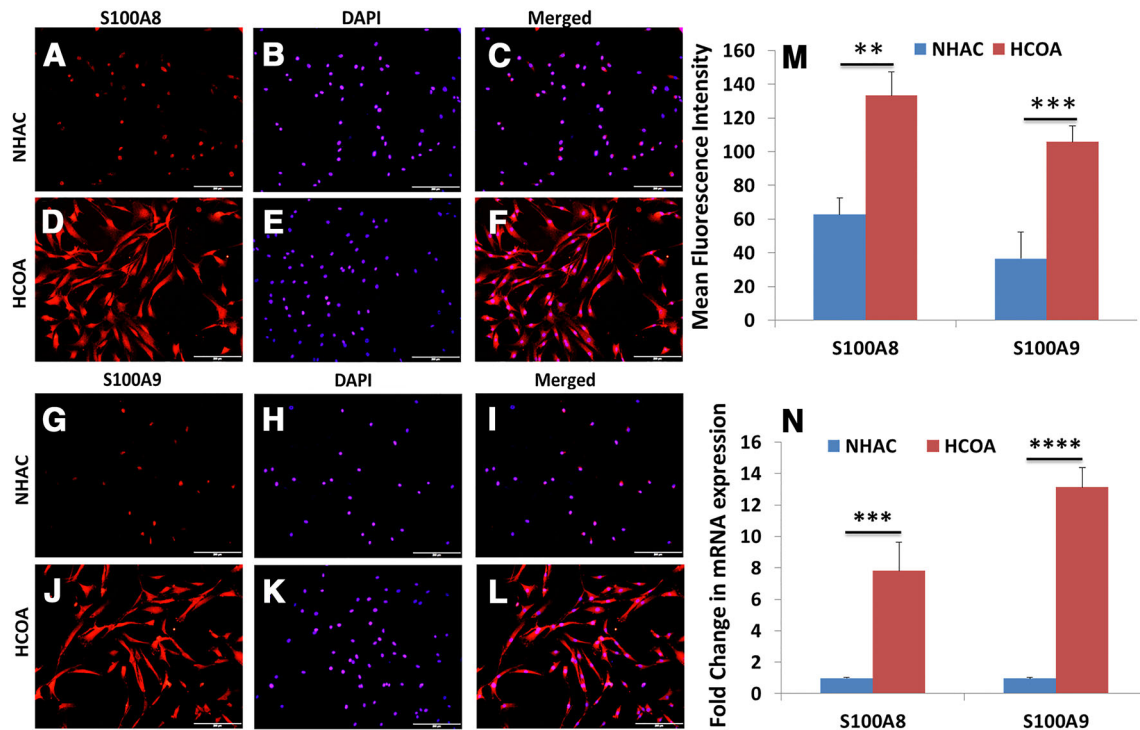 S100A8 DAPI Merged
NHAC A B C
HCOA D E F
S100A9 DAPI Merged
NHAC G H I
HCOA J K L
M NHAC HCOA
Mean Fluorescence Intensity
160
140
120
100
80
60
40
20
0
** ***
S100A8 S100A9
N NHAC HCOA
Fold Change in mRNA expression
16
14
12
10
8
6
4
2
0
*** ****
S100A8 S100A9